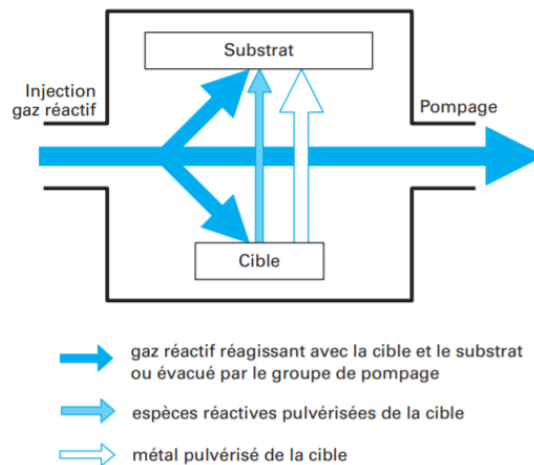 Substrat
Injection
gaz réactif
Pompage
Cible
gaz réactif réagissant avec la cible et le substrat
ou évacué par le groupe de pompage
espèces réactives pulvérisées de la cible
métal pulvérisé de la cible